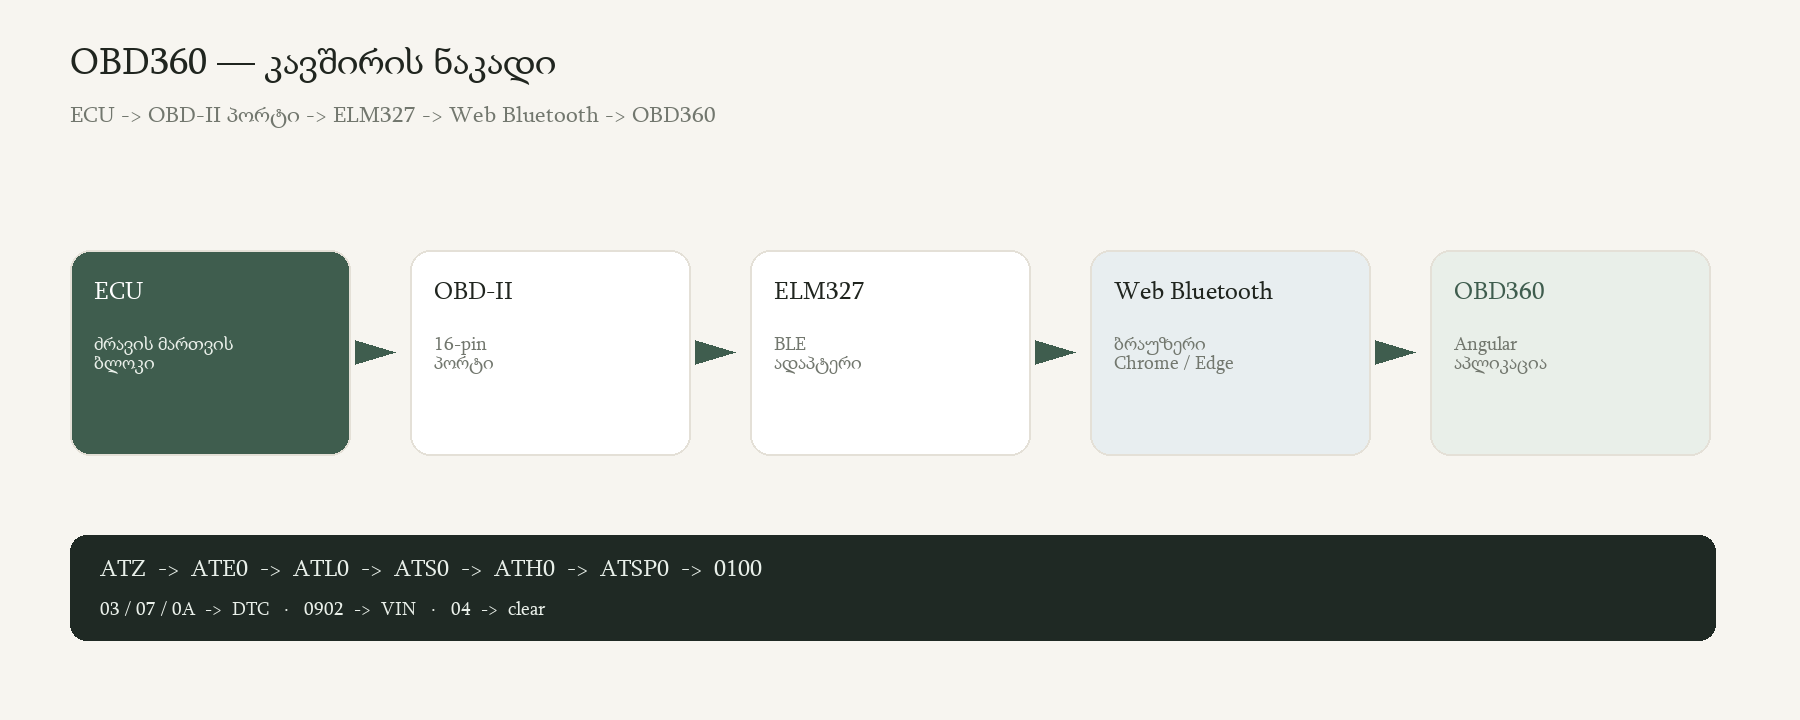 OBD360 — კავშირის ნაკადი
ECU -> OBD-II პორტი -> ELM327 -> Web Bluetooth -> OBD360
ECU
ძრავის მართვის
ბლოკი
OBD-II
16-pin
პორტი
ELM327
BLE
ადაპტერი
Web Bluetooth
ბრაუზერი
Chrome / Edge
OBD360
Angular
აპლიკაცია
ATZ -> ATE0 -> ATL0 -> ATS0 -> ATH0 -> ATSP0 -> 0100
03 / 07 / 0A -> DTC · 0902 -> VIN · 04 -> clear